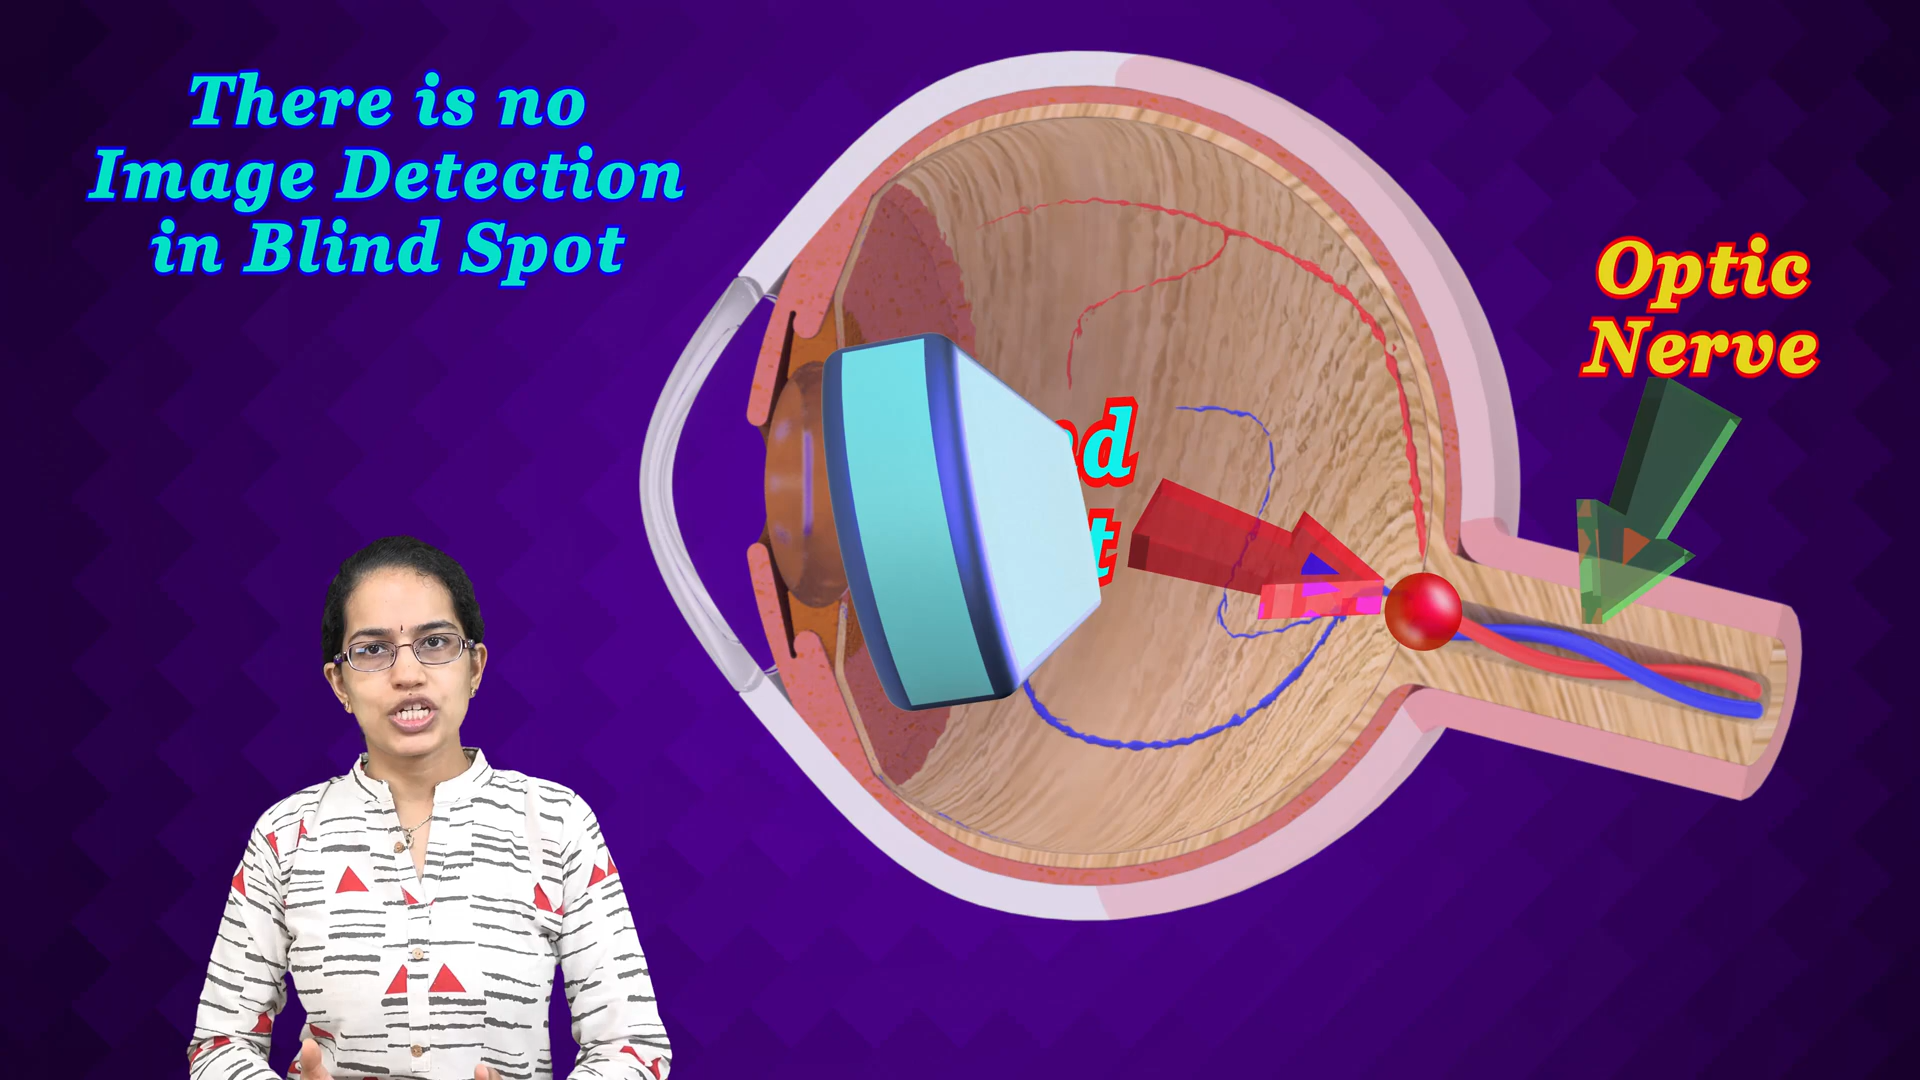 There is no
Image Detection
in Blind Spot
Optic
Nerve